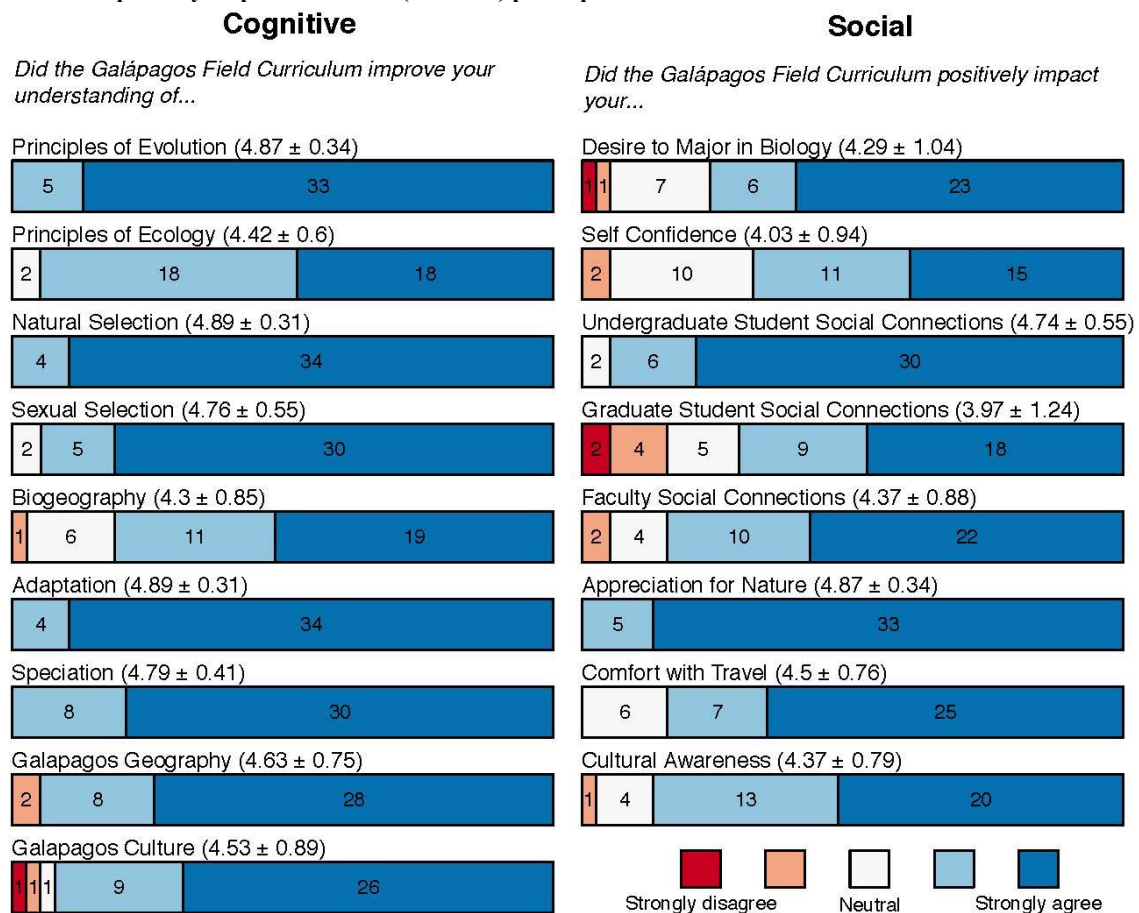 Cognitive
Did the Galápagos Field Curriculum improve your
understanding of...
Principles of Evolution (4.87 ± 0.34)
5 33
Principles of Ecology (4.42 ± 0.6)
2 18 18
Natural Selection (4.89 ± 0.31)
4 34
Sexual Selection (4.76 ± 0.55)
2 5 30
Biogeography (4.3 ± 0.85)
1 6 11 19
Adaptation (4.89 ± 0.31)
4 34
Speciation (4.79 ± 0.41)
8 30
Galapagos Geography (4.63 ± 0.75)
2 8 28
Galapagos Culture (4.53 ± 0.89)
1 1 1 9 26
Social
Did the Galápagos Field Curriculum positively impact
your...
Desire to Major in Biology (4.29 ± 1.04)
1 1 7 6 23
Self Confidence (4.03 ± 0.94)
2 10 11 15
Undergraduate Student Social Connections (4.74 ± 0.55)
2 6 30
Graduate Student Social Connections (3.97 ± 1.24)
2 4 5 9 18
Faculty Social Connections (4.37 ± 0.88)
2 4 10 22
Appreciation for Nature (4.87 ± 0.34)
5 33
Comfort with Travel (4.5 ± 0.76)
6 7 25
Cultural Awareness (4.37 ± 0.79)
1 4 13 20
Strongly disagree Neutral Strongly agree